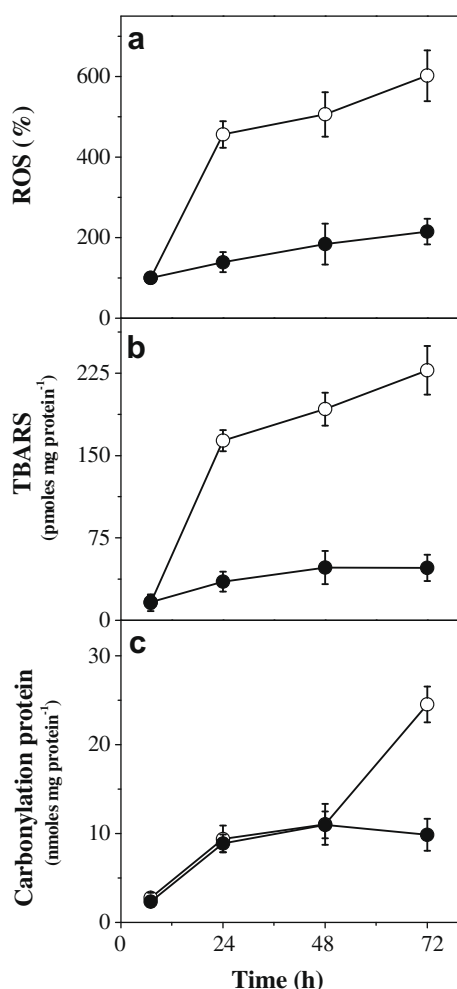 a
600
400
200
0
ROS (%)
b
225
150
75
0
TBARS
(pmoles mg protein⁻¹)
c
30
20
10
0
Carbonylation protein
(nmoles mg protein⁻¹)
0 24 48 72
Time (h)